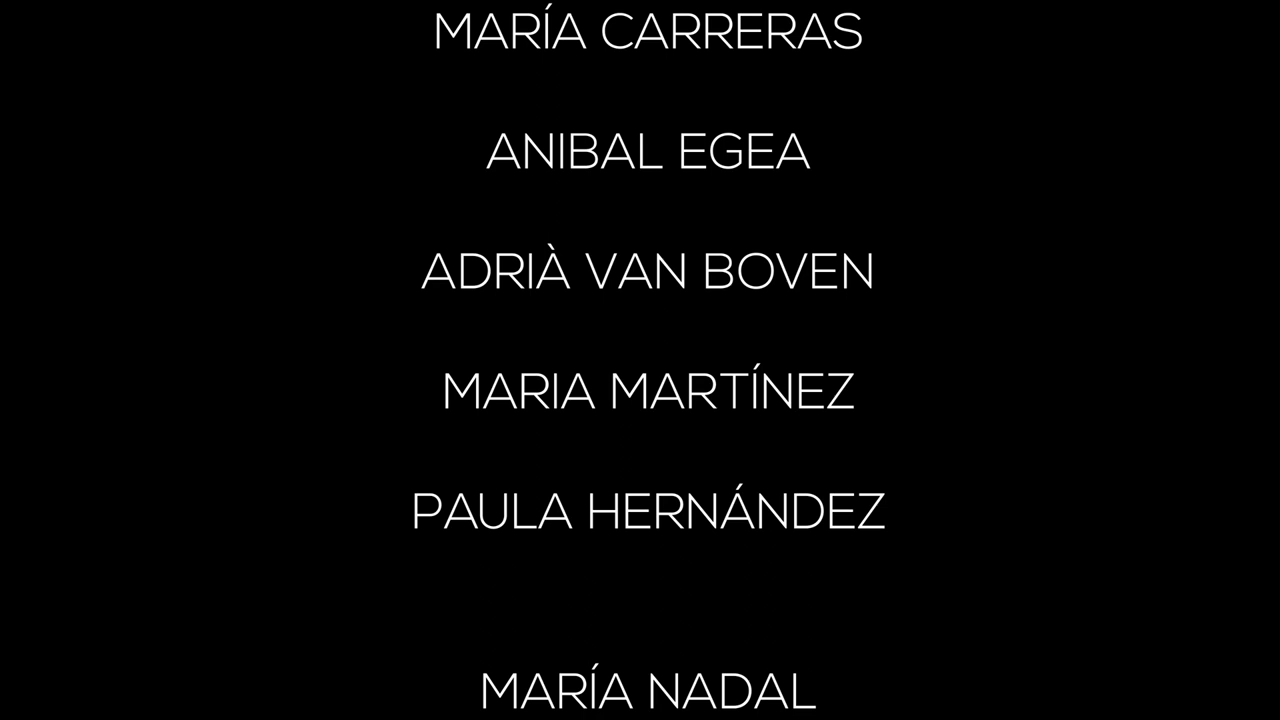 MARÍA CARRERAS
ANIBAL EGEA
ADRIÀ VAN BOVEN
MARIA MARTÍNEZ
PAULA HERNÁNDEZ
MARÍA NADAL